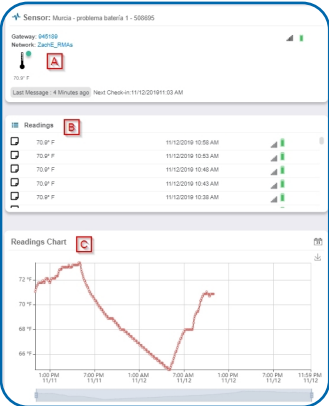 Sensor: Murcia - problema batería 1 - 508695
Gateway: 945189
Network: ZachE_RMAs
A
70.9° F
Last Message : 4 Minutes ago Next Check-in:11/12/201911:03 AM
Readings B
70.9° F 11/12/2019 10:58 AM
70.9° F 11/12/2019 10:53 AM
70.9° F 11/12/2019 10:48 AM
70.9° F 11/12/2019 10:43 AM
70.9° F 11/12/2019 10:38 AM
Readings Chart C
72 °F
70 °F
68 °F
66 °F
1:00 PM 7:00 PM 1:00 AM 7:00 AM 1:00 PM 7:00 PM 11:59 PM
11/11 11/11 11/12 11/12 11/12 11/12 11/12